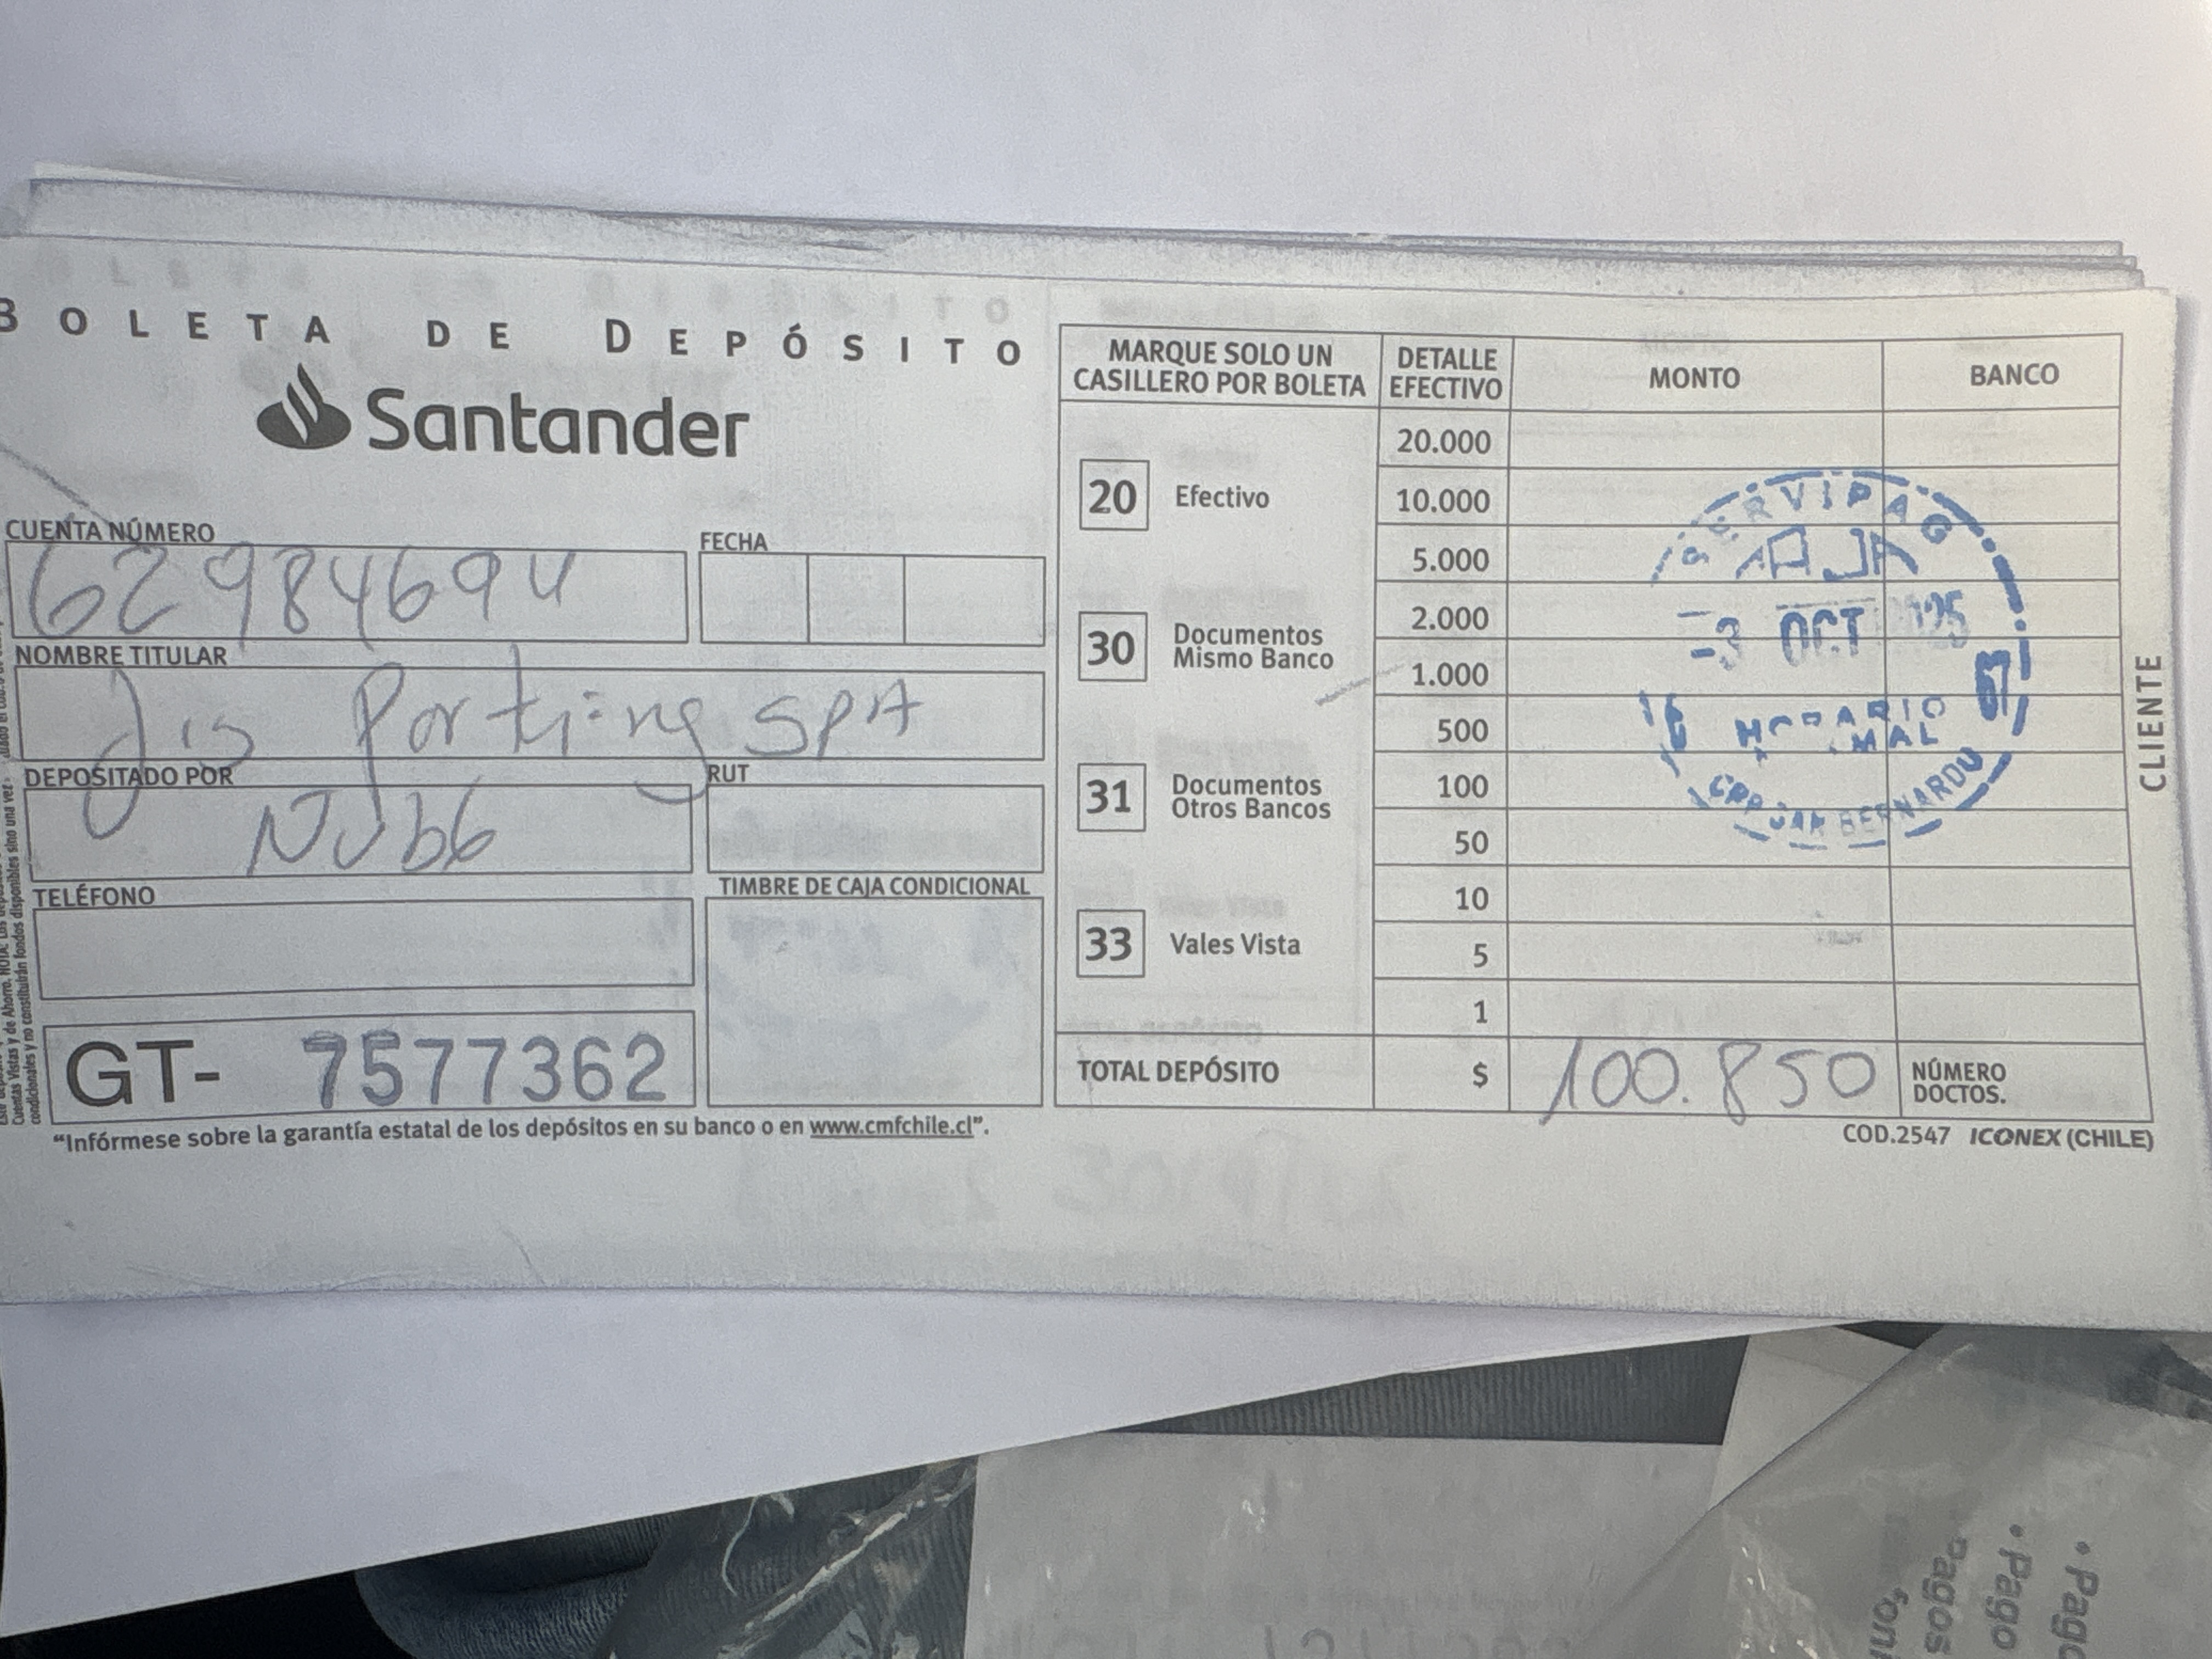 BOLETA DE DEPÓSITO
Santander
CUENTA NÚMERO
62984694
FECHA
NOMBRE TITULAR
Jis Parking SPA
DEPOSITADO POR
RUT
TELÉFONO
TIMBRE DE CAJA CONDICIONAL
GT- 7577362
"Infórmese sobre la garantía estatal de los depósitos en su banco o en www.cmfchile.cl".
MARQUE SOLO UN CASILLERO POR BOLETA
20 Efectivo
30 Documentos Mismo Banco
31 Documentos Otros Bancos
33 Vales Vista
DETALLE EFECTIVO
MONTO
BANCO
20.000
10.000
5.000
2.000
1.000
500
100
50
10
5
1
TOTAL DEPÓSITO $ 100.850
NÚMERO DOCTOS.
SERVIPAG
CAJA
-3 OCT
HORARIO
BERNARDO
CLIENTE
COD.2547 ICONEX (CHILE)
• Pago
Pagos